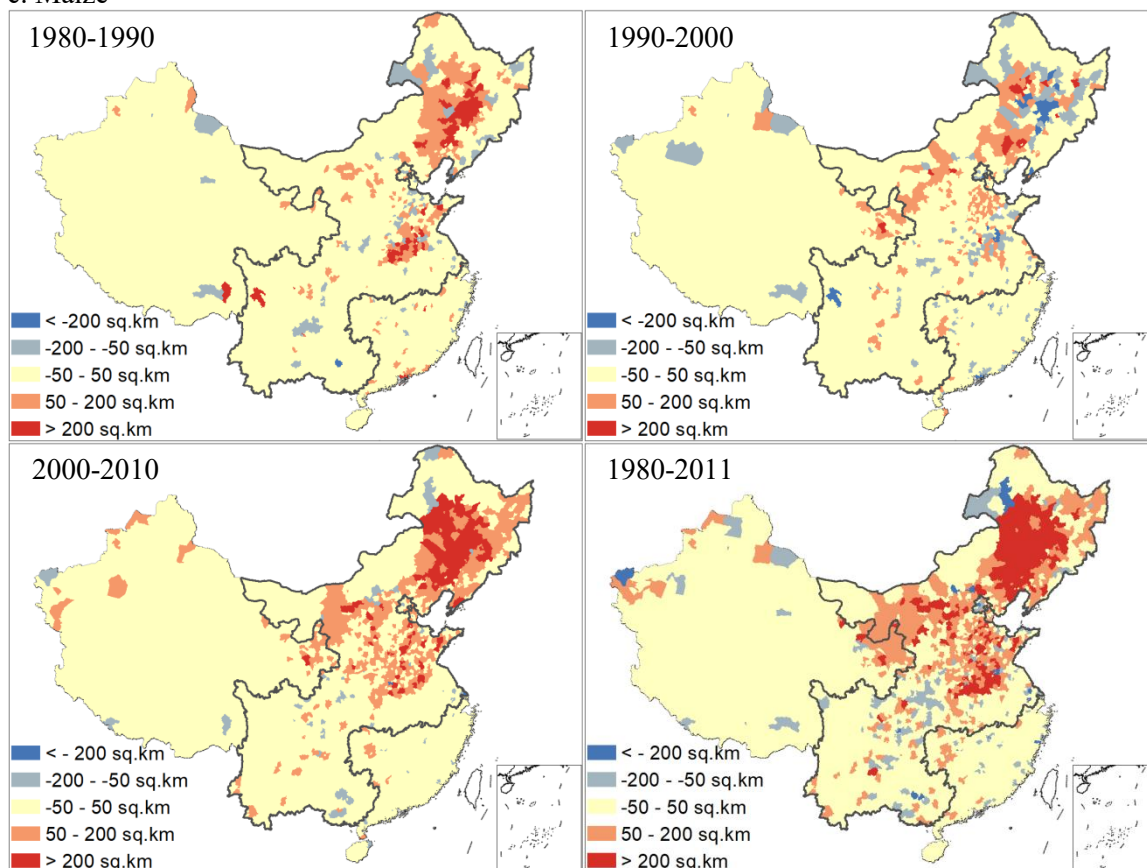 c. Maize
1980-1990
< -200 sq.km
-200 - -50 sq.km
-50 - 50 sq.km
50 - 200 sq.km
> 200 sq.km
1990-2000
< -200 sq.km
-200 - -50 sq.km
-50 - 50 sq.km
50 - 200 sq.km
> 200 sq.km
2000-2010
< - 200 sq.km
-200 - -50 sq.km
-50 - 50 sq.km
50 - 200 sq.km
> 200 sq.km
1980-2011
< - 200 sq.km
-200 - -50 sq.km
-50 - 50 sq.km
50 - 200 sq.km
> 200 sq.km